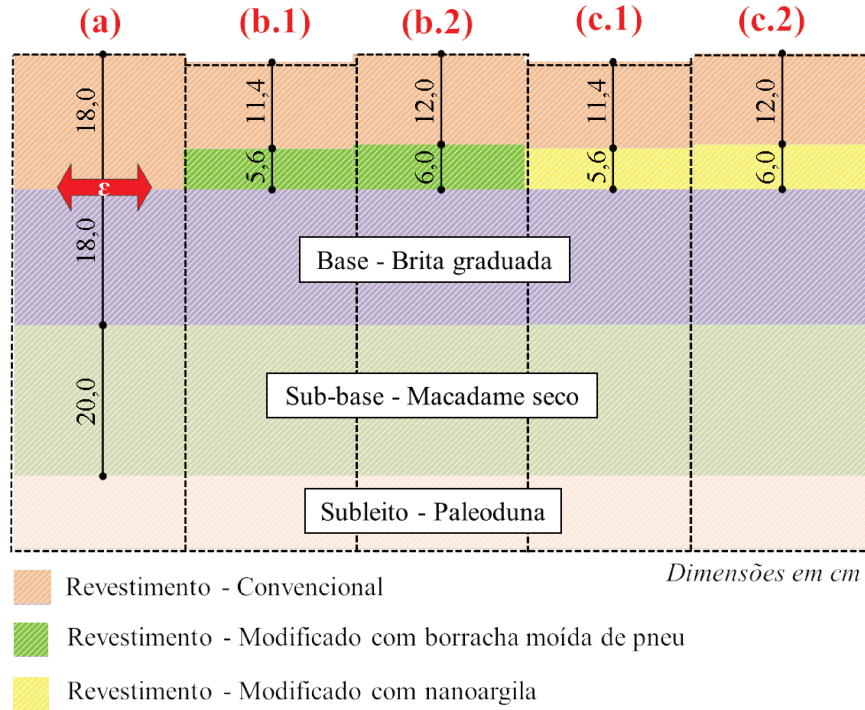 (a) (b.1) (b.2) (c.1) (c.2)
18,0 11,4 12,0 11,4 12,0
5,6 6,0 5,6 6,0
ε
18,0
Base - Brita graduada
20,0
Sub-base - Macadame seco
Subleito - Paleoduna
Dimensões em cm
Revestimento - Convencional
Revestimento - Modificado com borracha moída de pneu
Revestimento - Modificado com nanoargila